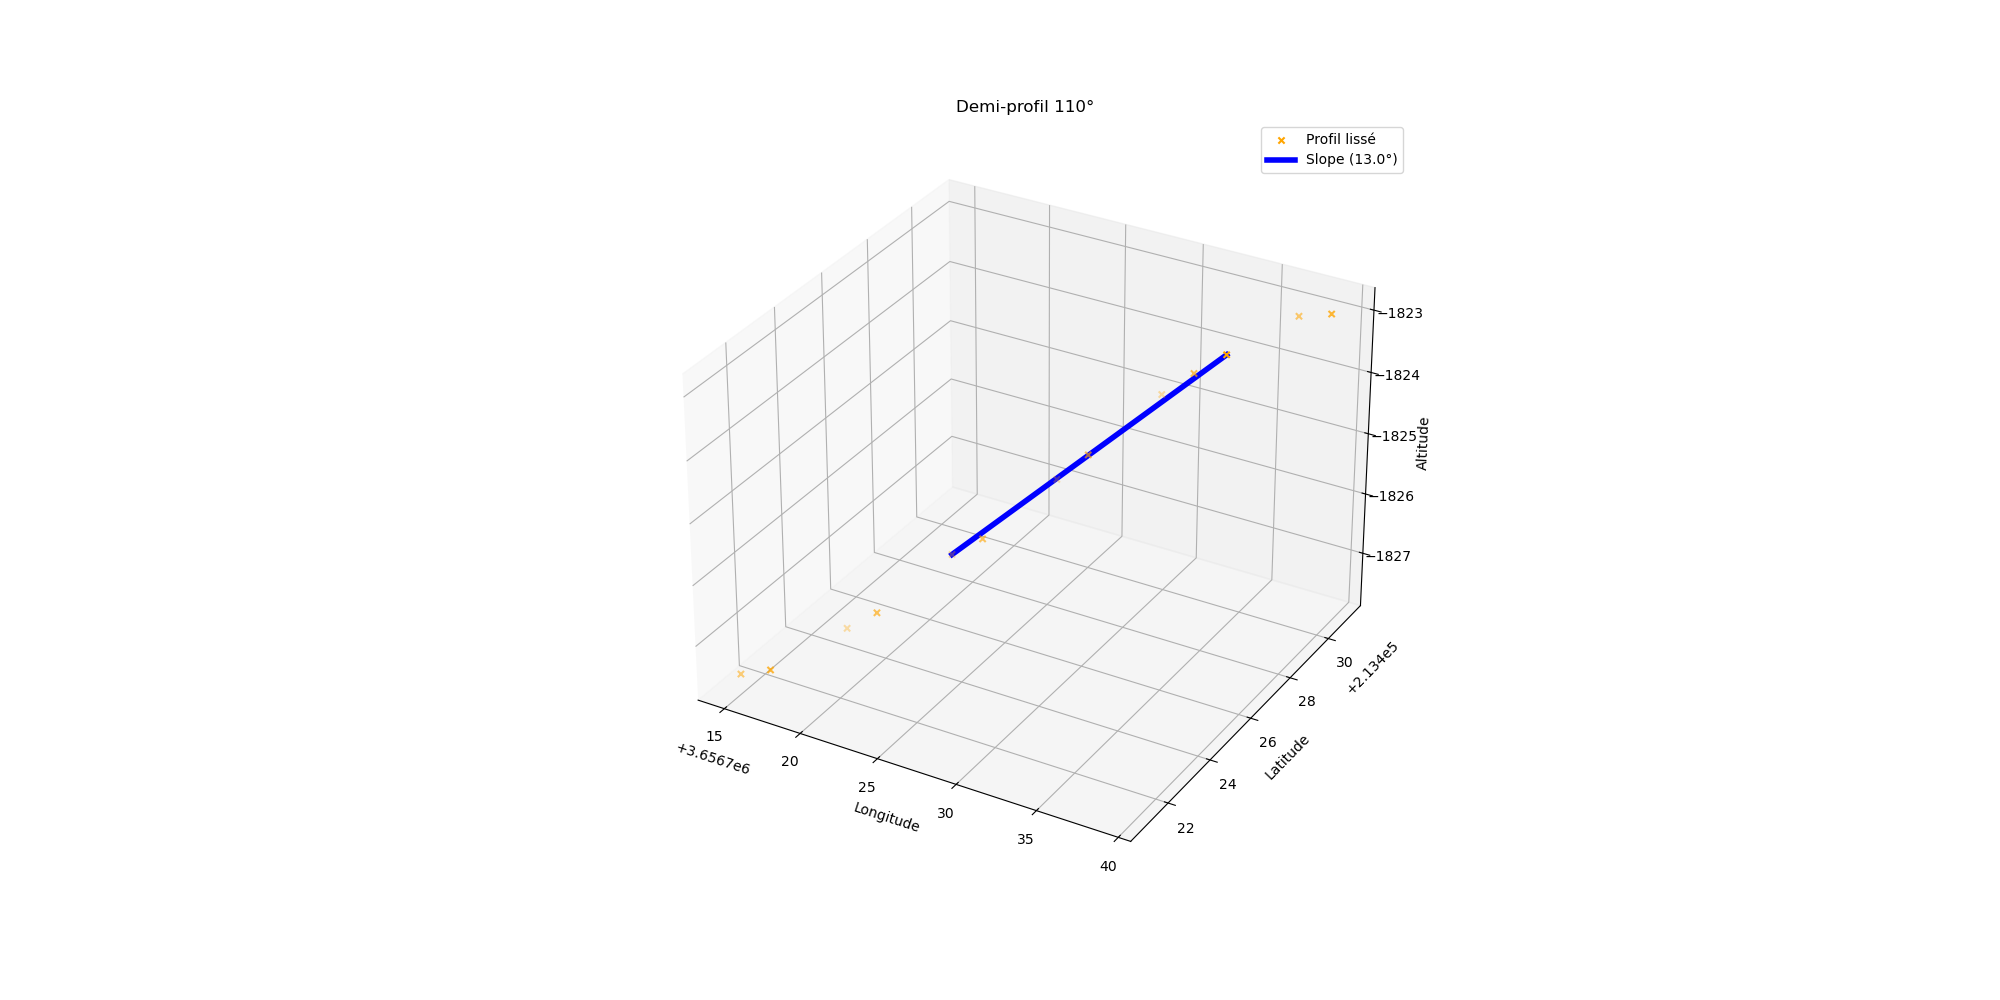 Demi-profil 110°
Profil lissé
Slope (13.0°)
−1823
−1824
−1825
−1826
−1827
Altitude
30
28
26
24
22
+2.134e5
Latitude
15
20
25
30
35
40
+3.6567e6
Longitude